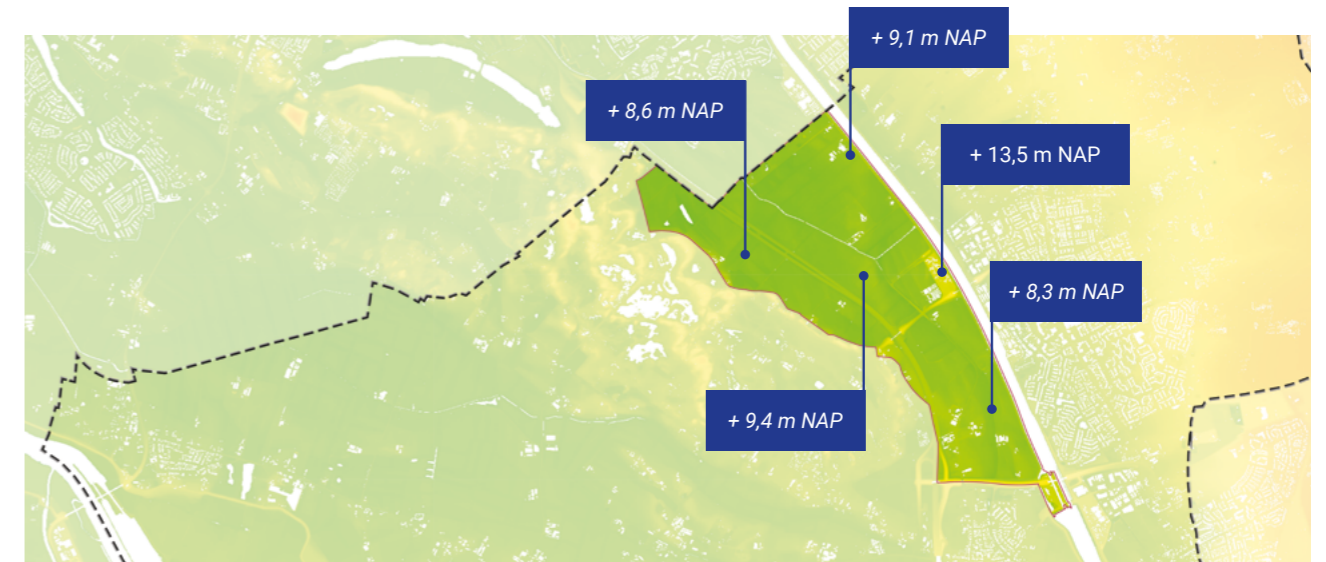 + 9,1 m NAP
+ 8,6 m NAP
+ 13,5 m NAP
+ 8,3 m NAP
+ 9,4 m NAP